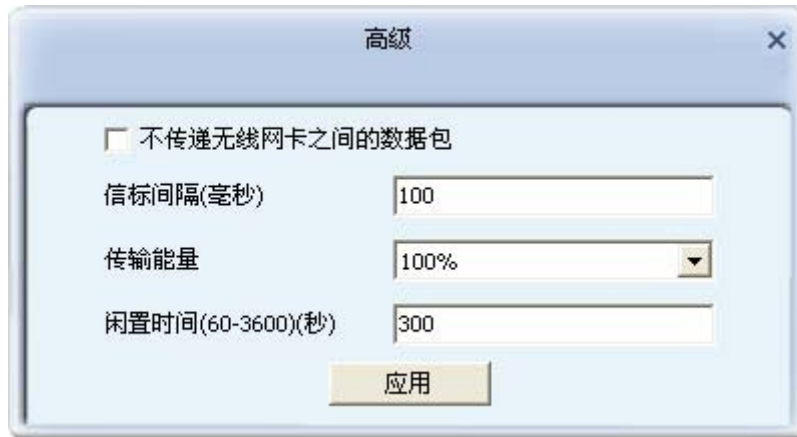 高级
不传递无线网卡之间的数据包
信标间隔(毫秒) 100
传输能量 100%
闲置时间(60-3600)(秒) 300
应用